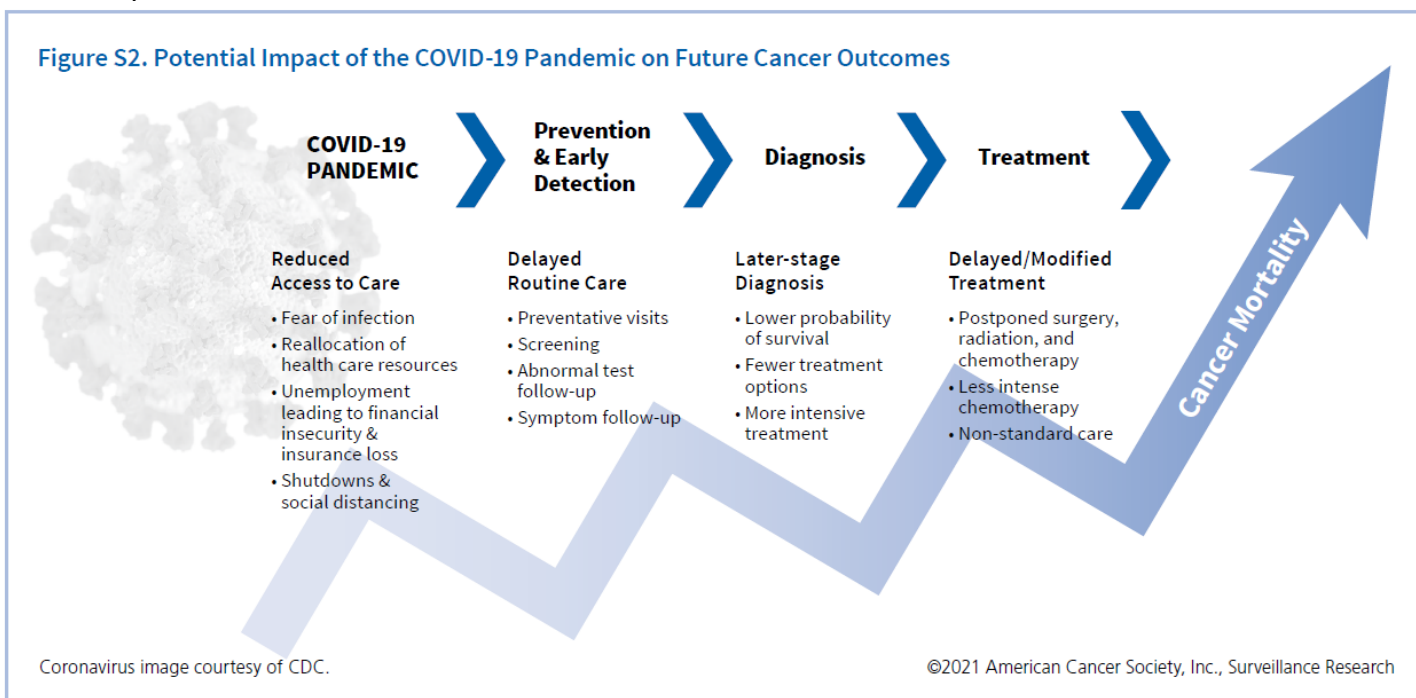 Figure S2. Potential Impact of the COVID-19 Pandemic on Future Cancer Outcomes
COVID-19
PANDEMIC
Prevention
& Early
Detection
Diagnosis
Treatment
Reduced
Access to Care
• Fear of infection
• Reallocation of
health care resources
• Unemployment
leading to financial
insecurity &
insurance loss
• Shutdowns &
social distancing
Delayed
Routine Care
• Preventative visits
• Screening
• Abnormal test
follow-up
• Symptom follow-up
Later-stage
Diagnosis
• Lower probability
of survival
• Fewer treatment
options
• More intensive
treatment
Delayed/Modified
Treatment
• Postponed surgery,
radiation, and
chemotherapy
• Less intense
chemotherapy
• Non-standard care
Cancer Mortality
Coronavirus image courtesy of CDC.
©2021 American Cancer Society, Inc., Surveillance Research